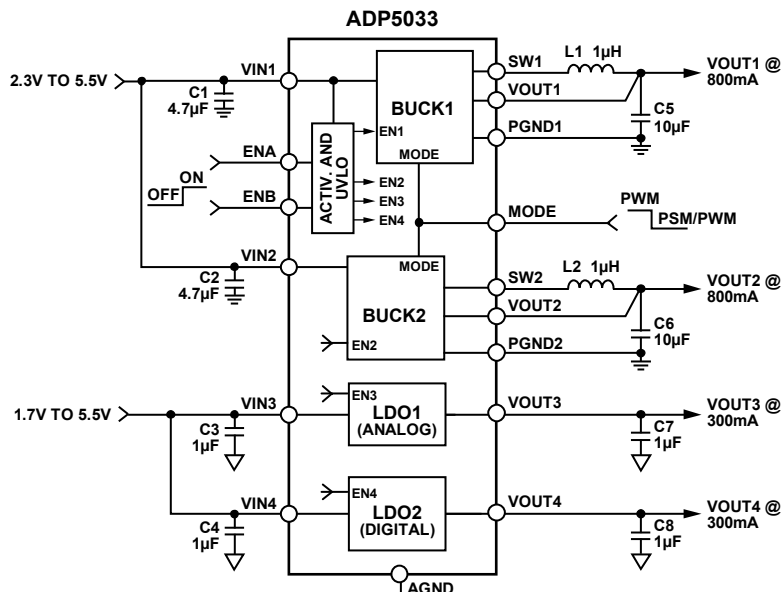 ADP5033
2.3V TO 5.5V
VIN1
C1
4.7µF
ENA
ENB
OFF
ON
ACTIV. AND
UVLO
EN1
EN2
EN3
EN4
BUCK1
MODE
SW1
L1 1µH
VOUT1
PGND1
VOUT1 @
800mA
C5
10µF
MODE
PWM
PSM/PWM
VIN2
C2
4.7µF
MODE
BUCK2
EN2
SW2
L2 1µH
VOUT2
PGND2
VOUT2 @
800mA
C6
10µF
1.7V TO 5.5V
VIN3
C3
1µF
EN3
LDO1
(ANALOG)
VOUT3
C7
1µF
VOUT3 @
300mA
VIN4
C4
1µF
EN4
LDO2
(DIGITAL)
VOUT4
C8
1µF
VOUT4 @
300mA
AGND